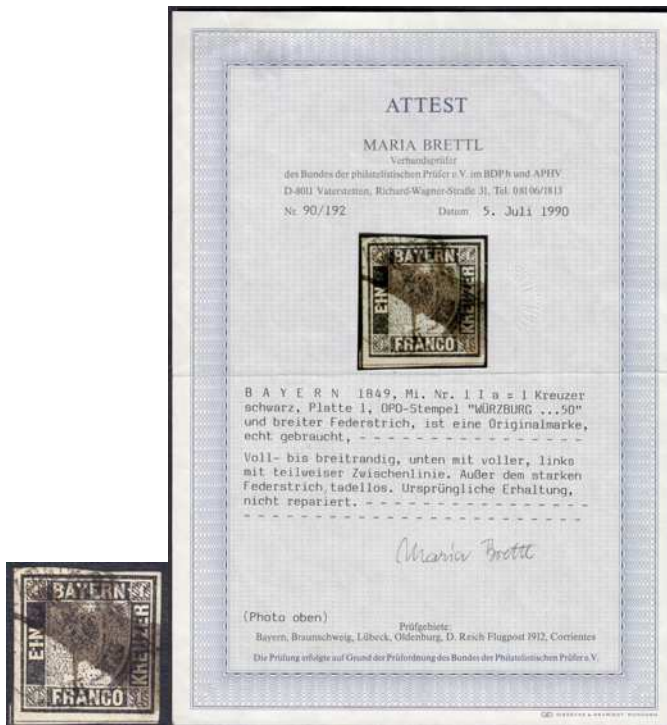 ATTEST
MARIA BRETTL
Verbandsprüfer
des Bundes der philatelistischen Prüfer e.V. im BDPh und APHV
D-8011 Vaterstetten, Richard-Wagner-Straße 31, Tel. 08106/1815
Nr. 90/192 Datum 5. Juli 1990
BAYERN
EIN
KREUZER
FRANCO
B A Y E R N 1849, Mi. Nr. 1 I a = 1 Kreuzer
schwarz, Platte 1, OPD-Stempel "WÜRZBURG ...50"
und breiter Federstrich, ist eine Originalmarke,
echt gebraucht, - - - - - - - - - - - - - - - -
Voll- bis breitrandig, unten mit voller, links
mit teilweiser Zwischenlinie. Außer dem starken
Federstrich tadellos. Ursprüngliche Erhaltung,
nicht repariert. - - - - - - - - - - - - - - - -
- - - - - - - - - - - - - - - - - - - - - - - -
Maria Brettl
(Photo oben)
Prüfgebiete:
Bayern, Braunschweig, Lübeck, Oldenburg, D. Reich Flugpost 1912, Corrientes
Die Prüfung erfolgte auf Grund der Prüfordnung des Bundes der Philatelistischen Prüfer e.V.
BAYERN
EIN
KREUZER
FRANCO